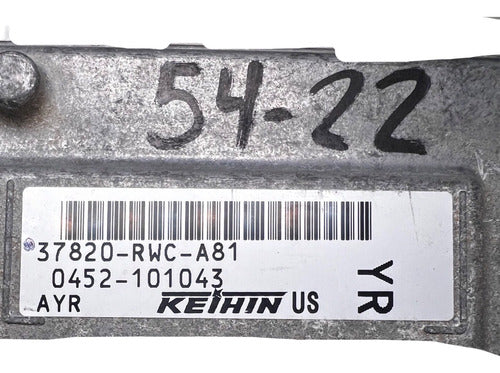 54-22
37820-RWC-A81
0452-101043
AYR KEIHIN US
YR